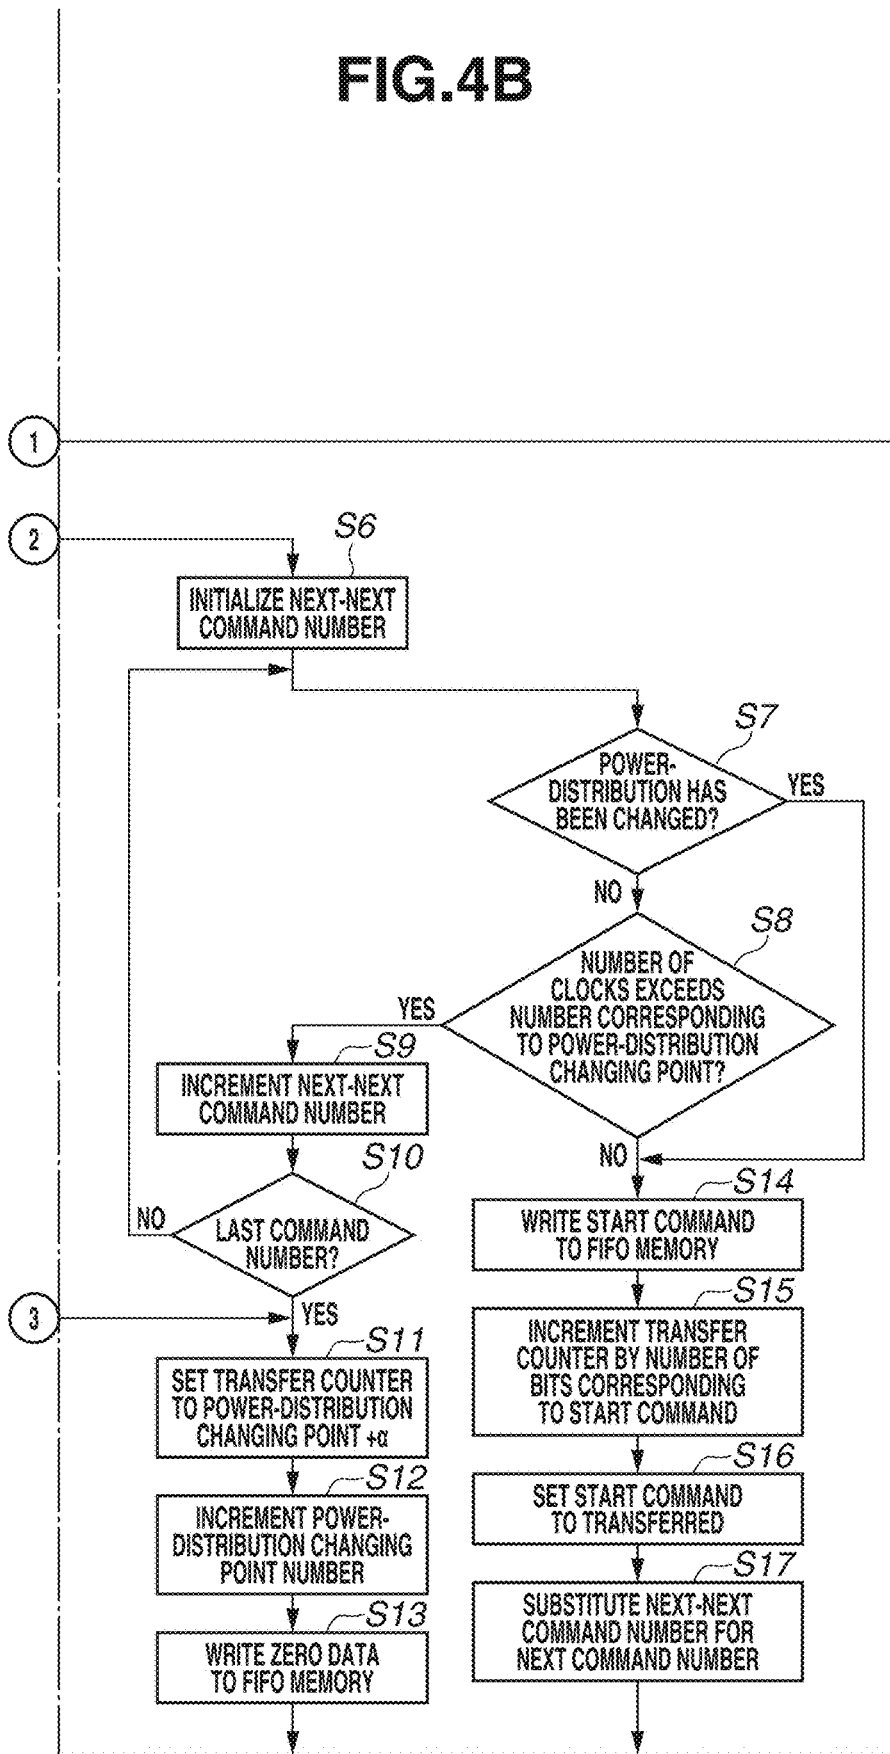 FIG.4B
1
2
S6
INITIALIZE NEXT-NEXT
COMMAND NUMBER
S7
POWER-
DISTRIBUTION HAS
BEEN CHANGED?
YES
NO
S8
NUMBER OF
CLOCKS EXCEEDS
NUMBER CORRESPONDING
TO POWER-DISTRIBUTION
CHANGING POINT?
YES
NO
S9
INCREMENT NEXT-NEXT
COMMAND NUMBER
S10
LAST COMMAND
NUMBER?
NO
YES
3
S11
SET TRANSFER COUNTER
TO POWER-DISTRIBUTION
CHANGING POINT +α
S12
INCREMENT POWER-
DISTRIBUTION CHANGING
POINT NUMBER
S13
WRITE ZERO DATA
TO FIFO MEMORY
S14
WRITE START COMMAND
TO FIFO MEMORY
S15
INCREMENT TRANSFER
COUNTER BY NUMBER OF
BITS CORRESPONDING
TO START COMMAND
S16
SET START COMMAND
TO TRANSFERRED
S17
SUBSTITUTE NEXT-NEXT
COMMAND NUMBER FOR
NEXT COMMAND NUMBER